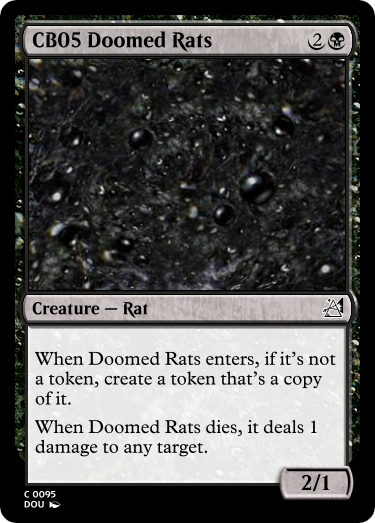 CB05 Doomed Rats 2
Creature — Rat
When Doomed Rats enters, if it's not
a token, create a token that's a copy
of it.
When Doomed Rats dies, it deals 1
damage to any target.
2/1
C 0095
DOU